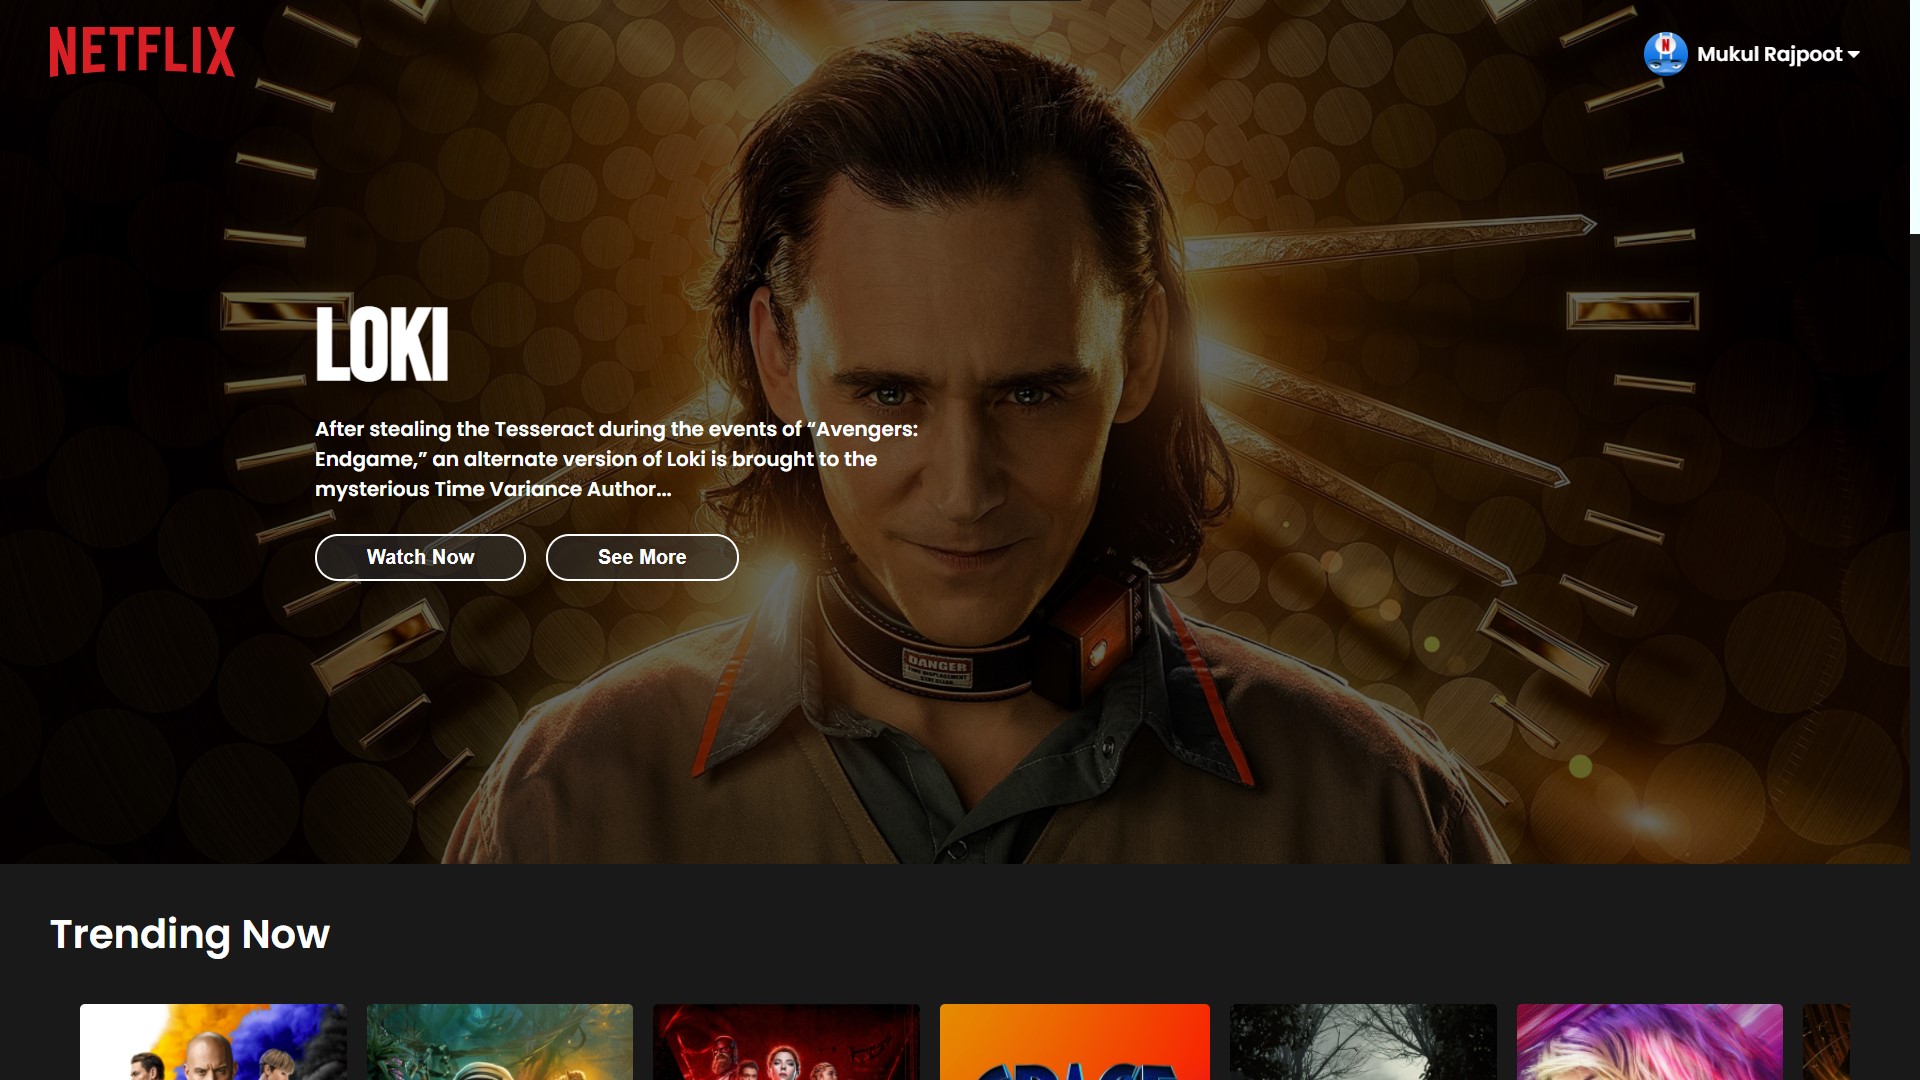 NETFLIX
N
Mukul Rajpoot
LOKI
After stealing the Tesseract during the events of “Avengers:
Endgame,” an alternate version of Loki is brought to the
mysterious Time Variance Author...
Watch Now
See More
DANGER
Trending Now
SPACE